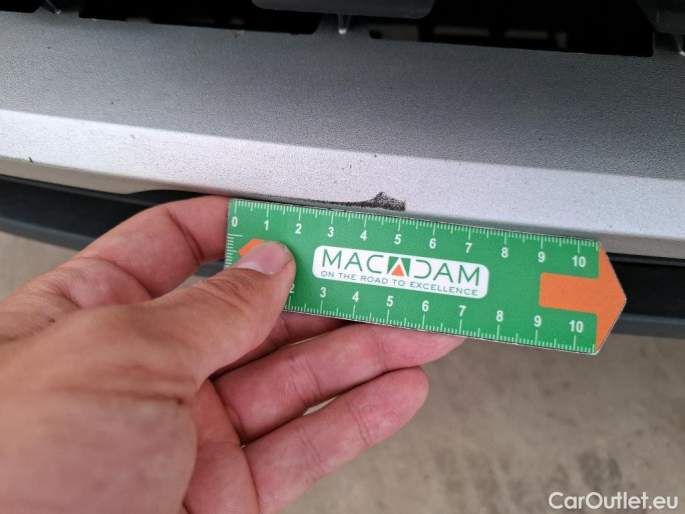 0 1 2 3 4 5 6 7 8 9 10
MACADAM
ON THE ROAD TO EXCELLENCE
2 3 4 5 6 7 8 9 10
CarOutlet.eu